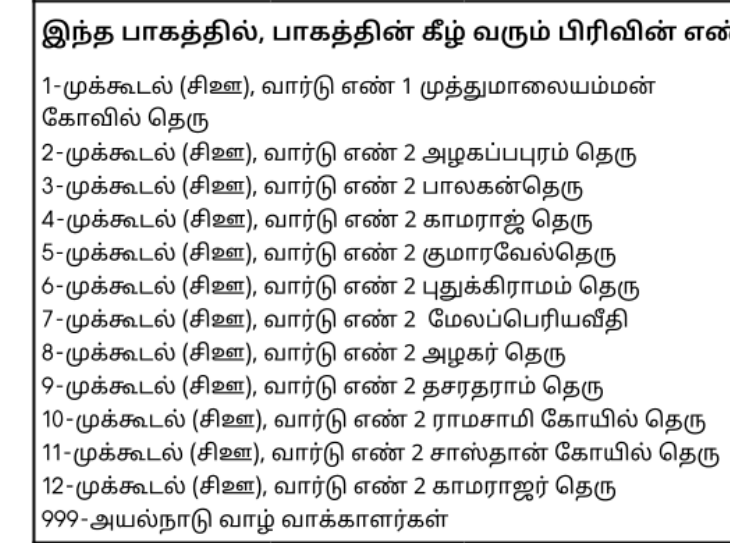 இந்த பாகத்தில், பாகத்தின் கீழ் வரும் பிரிவின்
1-முக்கூடல் (சிஊ), வார்டு எண் 1 முத்துமாலையம்மன்
கோவில் தெரு
2-முக்கூடல் (சிஊ), வார்டு எண் 2 அழகப்பபுரம் தெரு
3-முக்கூடல் (சிஊ), வார்டு எண் 2 பாலகன்தெரு
4-முக்கூடல் (சிஊ), வார்டு எண் 2 காமராஜ் தெரு
5-முக்கூடல் (சிஊ), வார்டு எண் 2 குமாரவேல்தெரு
6-முக்கூடல் (சிஊ), வார்டு எண் 2 புதுக்கிராமம் தெரு
7-முக்கூடல் (சிஊ), வார்டு எண் 2 மேலப்பெரியவீதி
8-முக்கூடல் (சிஊ), வார்டு எண் 2 அழகர் தெரு
9-முக்கூடல் (சிஊ), வார்டு எண் 2 தசரதராம் தெரு
10-முக்கூடல் (சிஊ), வார்டு எண் 2 ராமசாமி கோயில் தெரு
11-முக்கூடல் (சிஊ), வார்டு எண் 2 சாஸ்தான் கோயில் தெரு
12-முக்கூடல் (சிஊ), வார்டு எண் 2 காமராஜர் தெரு
999-அயல்நாடு வாழ் வாக்காளர்கள்